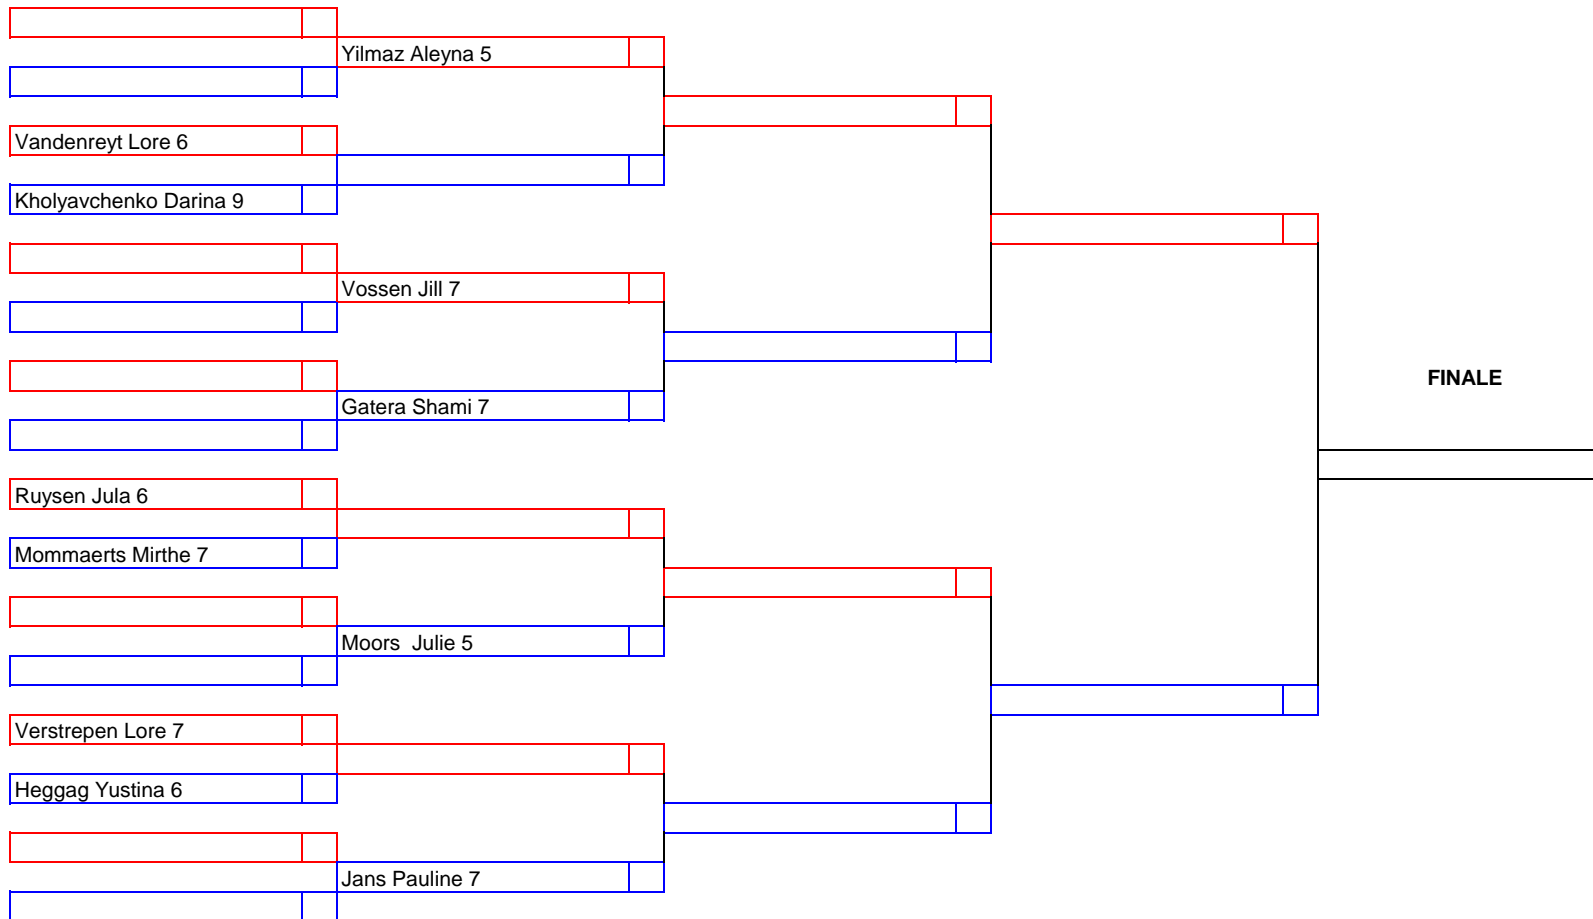 Yilmaz Aleyna 5
Vandenreyt Lore 6
Kholyavchenko Darina 9
Vossen Jill 7
FINALE
Gatera Shami 7
Ruysen Jula 6
Mommaerts Mirthe 7
Moors  Julie 5
Verstrepen Lore 7
Heggag Yustina 6
Jans Pauline 7